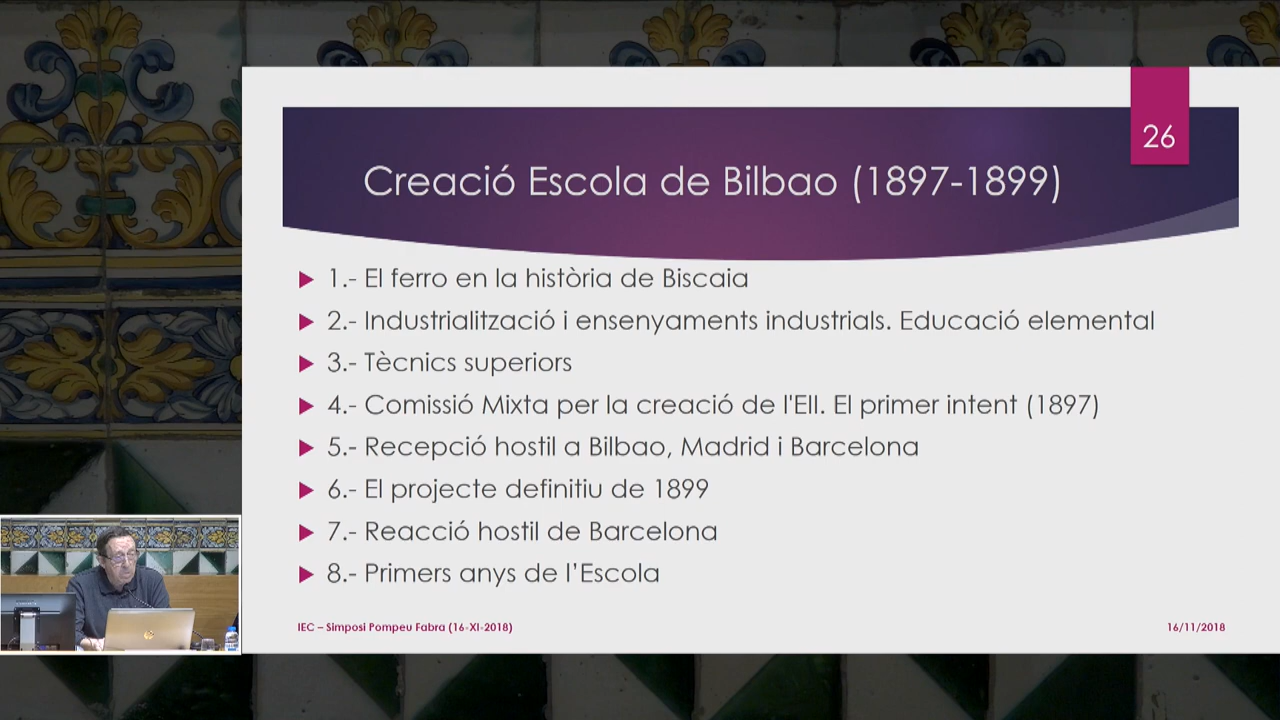 26
Creació Escola de Bilbao (1897-1899)
1.- El ferro en la història de Biscaia
2.- Industrialització i ensenyaments industrials. Educació elemental
3.- Tècnics superiors
4.- Comissió Mixta per la creació de l'EII. El primer intent (1897)
5.- Recepció hostil a Bilbao, Madrid i Barcelona
6.- El projecte definitiu de 1899
7.- Reacció hostil de Barcelona
8.- Primers anys de l’Escola
IEC – Simposi Pompeu Fabra (16-XI-2018)
16/11/2018